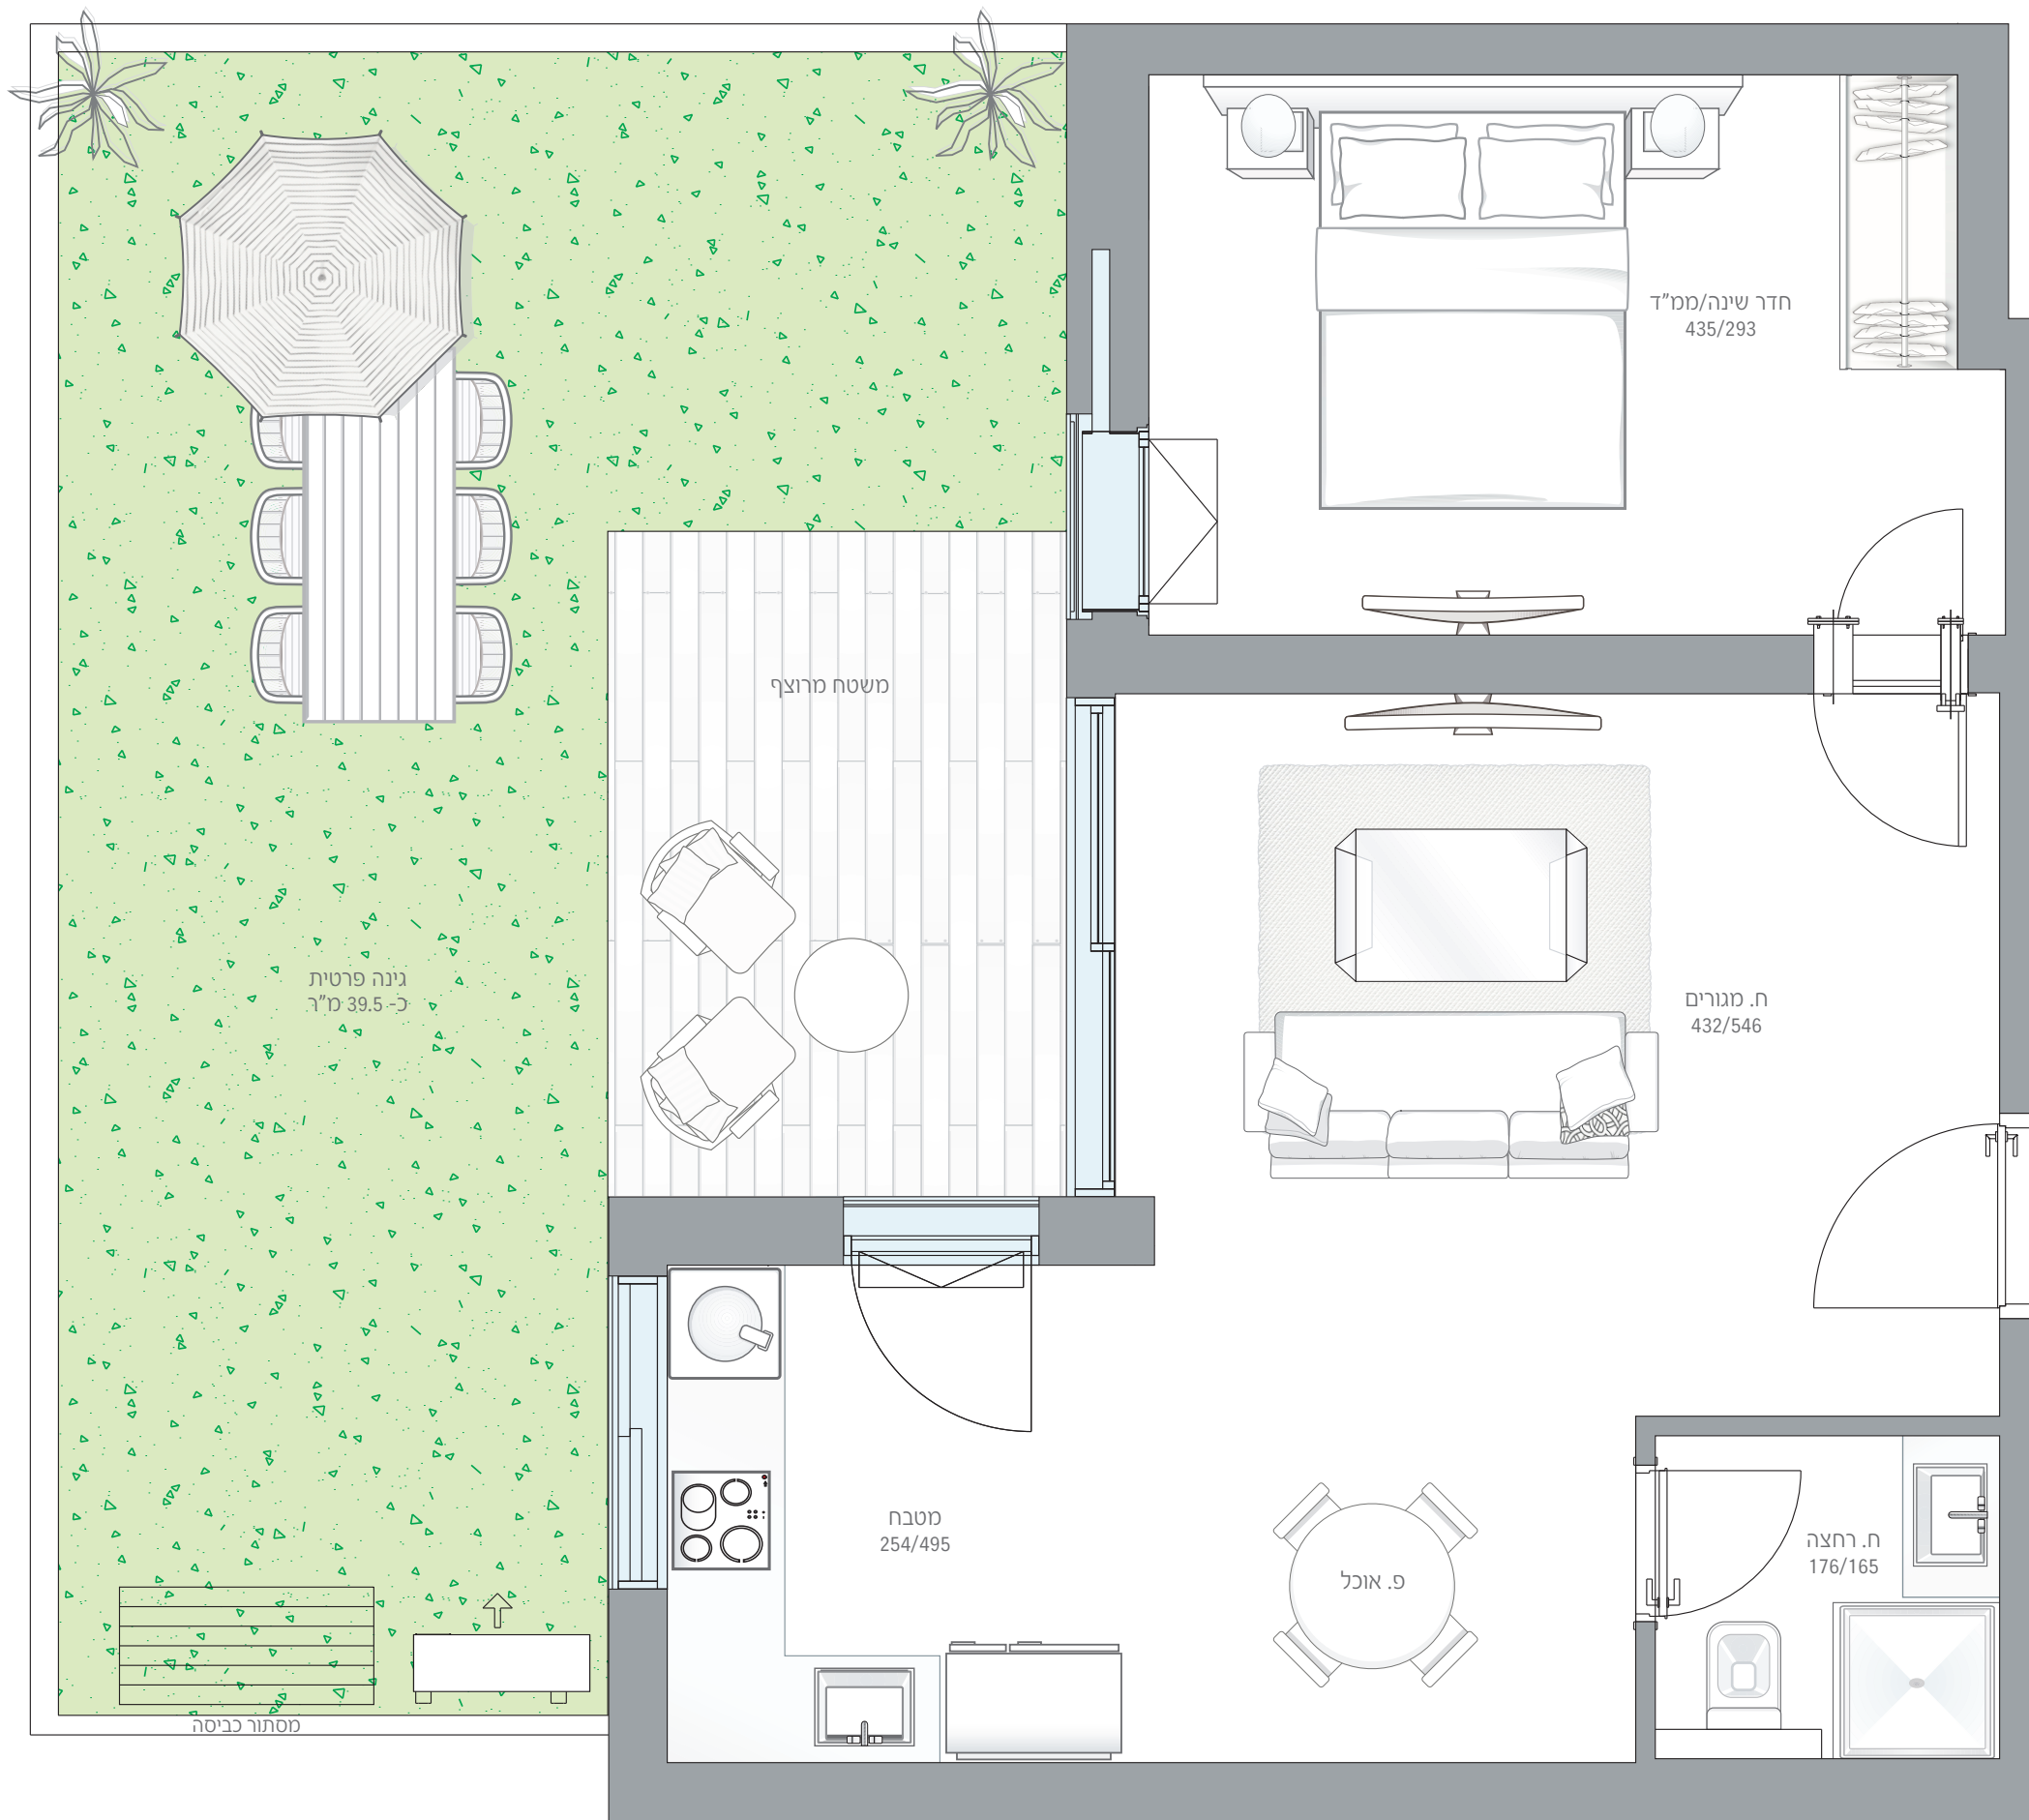 חדר שינה/ממ"ד
435/293
משטח מרוצף
גינה פרטית
כ- 39.5 מ"ר
ח. מגורים
432/546
מטבח
254/495
פ. אוכל
ח. רחצה
176/165
מסתור כביסה